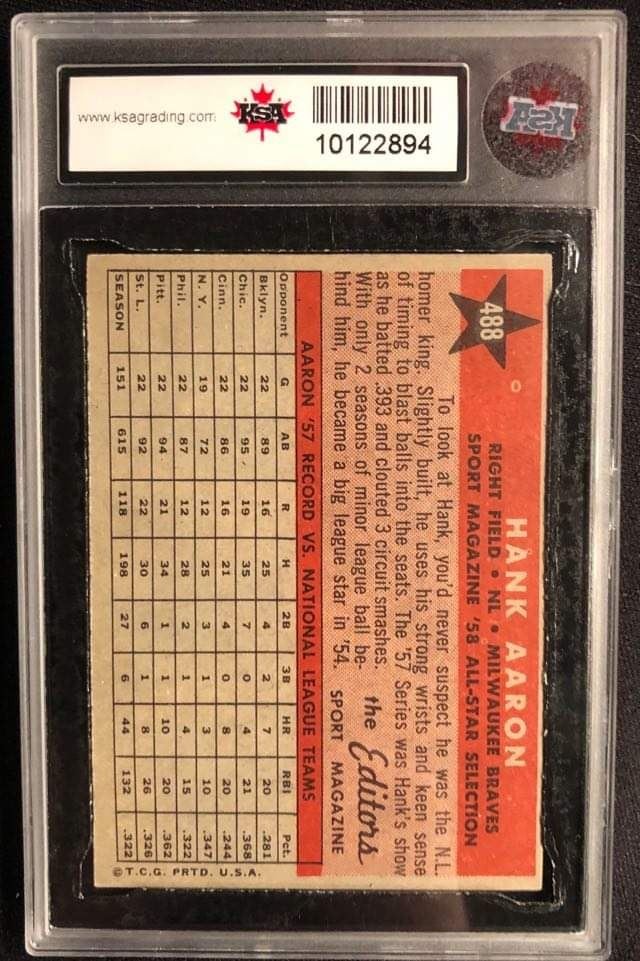 www.ksagrading.com
KSA
10122894
KSA
488
HANK AARON
RIGHT FIELD • NL • MILWAUKEE BRAVES
SPORT MAGAZINE '58 ALL-STAR SELECTION
To look at Hank, you'd never suspect he was the N.L.
homer king. Slightly built, he uses his strong wrists and keen sense
of timing to blast balls into the seats. The '57 Series was Hank's show
as he batted .393 and clouted 3 circuit smashes.
With only 2 seasons of minor league ball be-
hind him, he became a big league star in '54.
the Editors
SPORT MAGAZINE
AARON '57 RECORD VS. NATIONAL LEAGUE TEAMS
Opponent G AB R H 2B 3B HR RBI Pct.
Bklyn. 22 89 16 25 4 2 7 20 .281
Chic. 22 95 19 35 7 0 4 21 .368
Cinn. 22 86 16 21 4 0 8 20 .244
N. Y. 19 72 12 25 3 1 3 10 .347
Phil. 22 87 12 28 2 1 4 15 .322
Pitt. 22 94 21 34 1 1 10 20 .362
St. L. 22 92 22 30 6 1 8 26 .326
SEASON 151 615 118 198 27 6 44 132 .322
©T.C.G. PRTD. U.S.A.